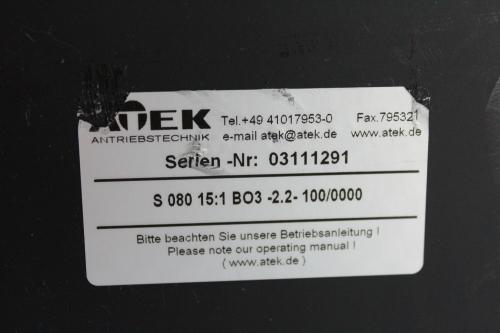 ATEK Tel.+49 41017953-0 Fax.795321
ANTRIEBSTECHNIK e-mail atek@atek.de www.atek.de
Serien -Nr: 03111291
S 080 15:1 BO3 -2.2- 100/0000
Bitte beachten Sie unsere Betriebsanleitung !
Please note our operating manual !
( www.atek.de )